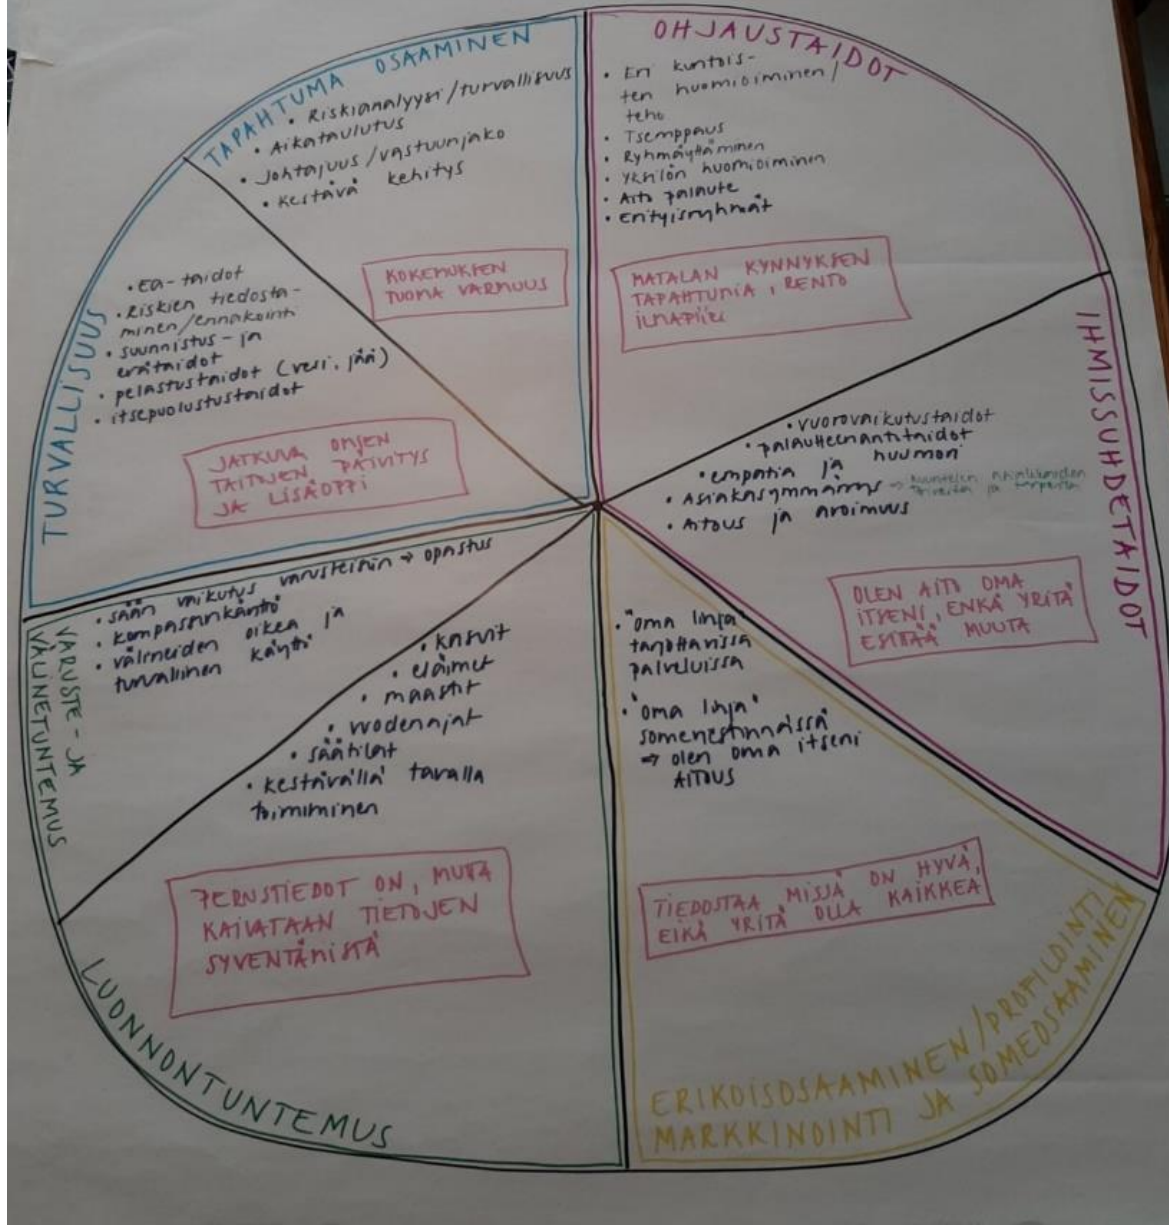 TAPAHTUMA OSAAMINEN
• Riskianalyysi/turvallisuus
• Aikataulutus
• Johtajuus/vastuunjako
• Kestävä kehitys
KOKEMUKSEN
TUOMA VARMUUS
OHJAUSTAIDOT
• Eri kuntois-
ten huomioiminen/
teho
• Tsemppaus
• Ryhmäyttäminen
• Yksilön huomioiminen
• Aito palaute
• Erityisryhmät
MATALAN KYNNYKSEN
TAPAHTUMIA, RENTO
ILMAPIIRI
IHMISSUHDETAIDOT
• vuorovaikutustaidot
• palautteenantitaidot
• empatia ja huumori
• Asiakasymmärrys →
• Aitous ja avoimuus
OLEN AITO OMA
ITSENI, ENKÄ YRITÄ
ESITTÄÄ MUUTA
ERIKOISOSAAMINEN/PROFILOINTI
MARKKINOINTI JA SOMEOSAAMINEN
• "oma linja"
tarjottavissa
palveluissa
• "oma linja"
someviestinnässä
⇒ olen oma itseni
AITOUS
TIEDOSTAA MISSÄ ON HYVÄ,
EIKÄ YRITÄ OLLA KAIKKEA
LUONNONTUNTEMUS
• kasvit
• eläimet
• maastot
• vuodenajat
• säätilat
• kestävällä tavalla
toimiminen
PERUSTIEDOT ON, MUTTA
KAIVATAAN TIETOJEN
SYVENTÄMISTÄ
VARUSTE- JA
VÄLINETUNTEMUS
• sään vaikutus varusteisiin → opastus
• kompassinkäyttö
• välineiden oikea ja
turvallinen käyttö
TURVALLISUUS
• EA-taidot
• Riskien tiedosta-
minen/ennakointi
• suunnistus- ja
erätaidot
• pelastustaidot (vesi, jää)
• itsepuolustustaidot
JATKUVA OMIEN
TAITOJEN PÄIVITYS
JA LISÄOPPI